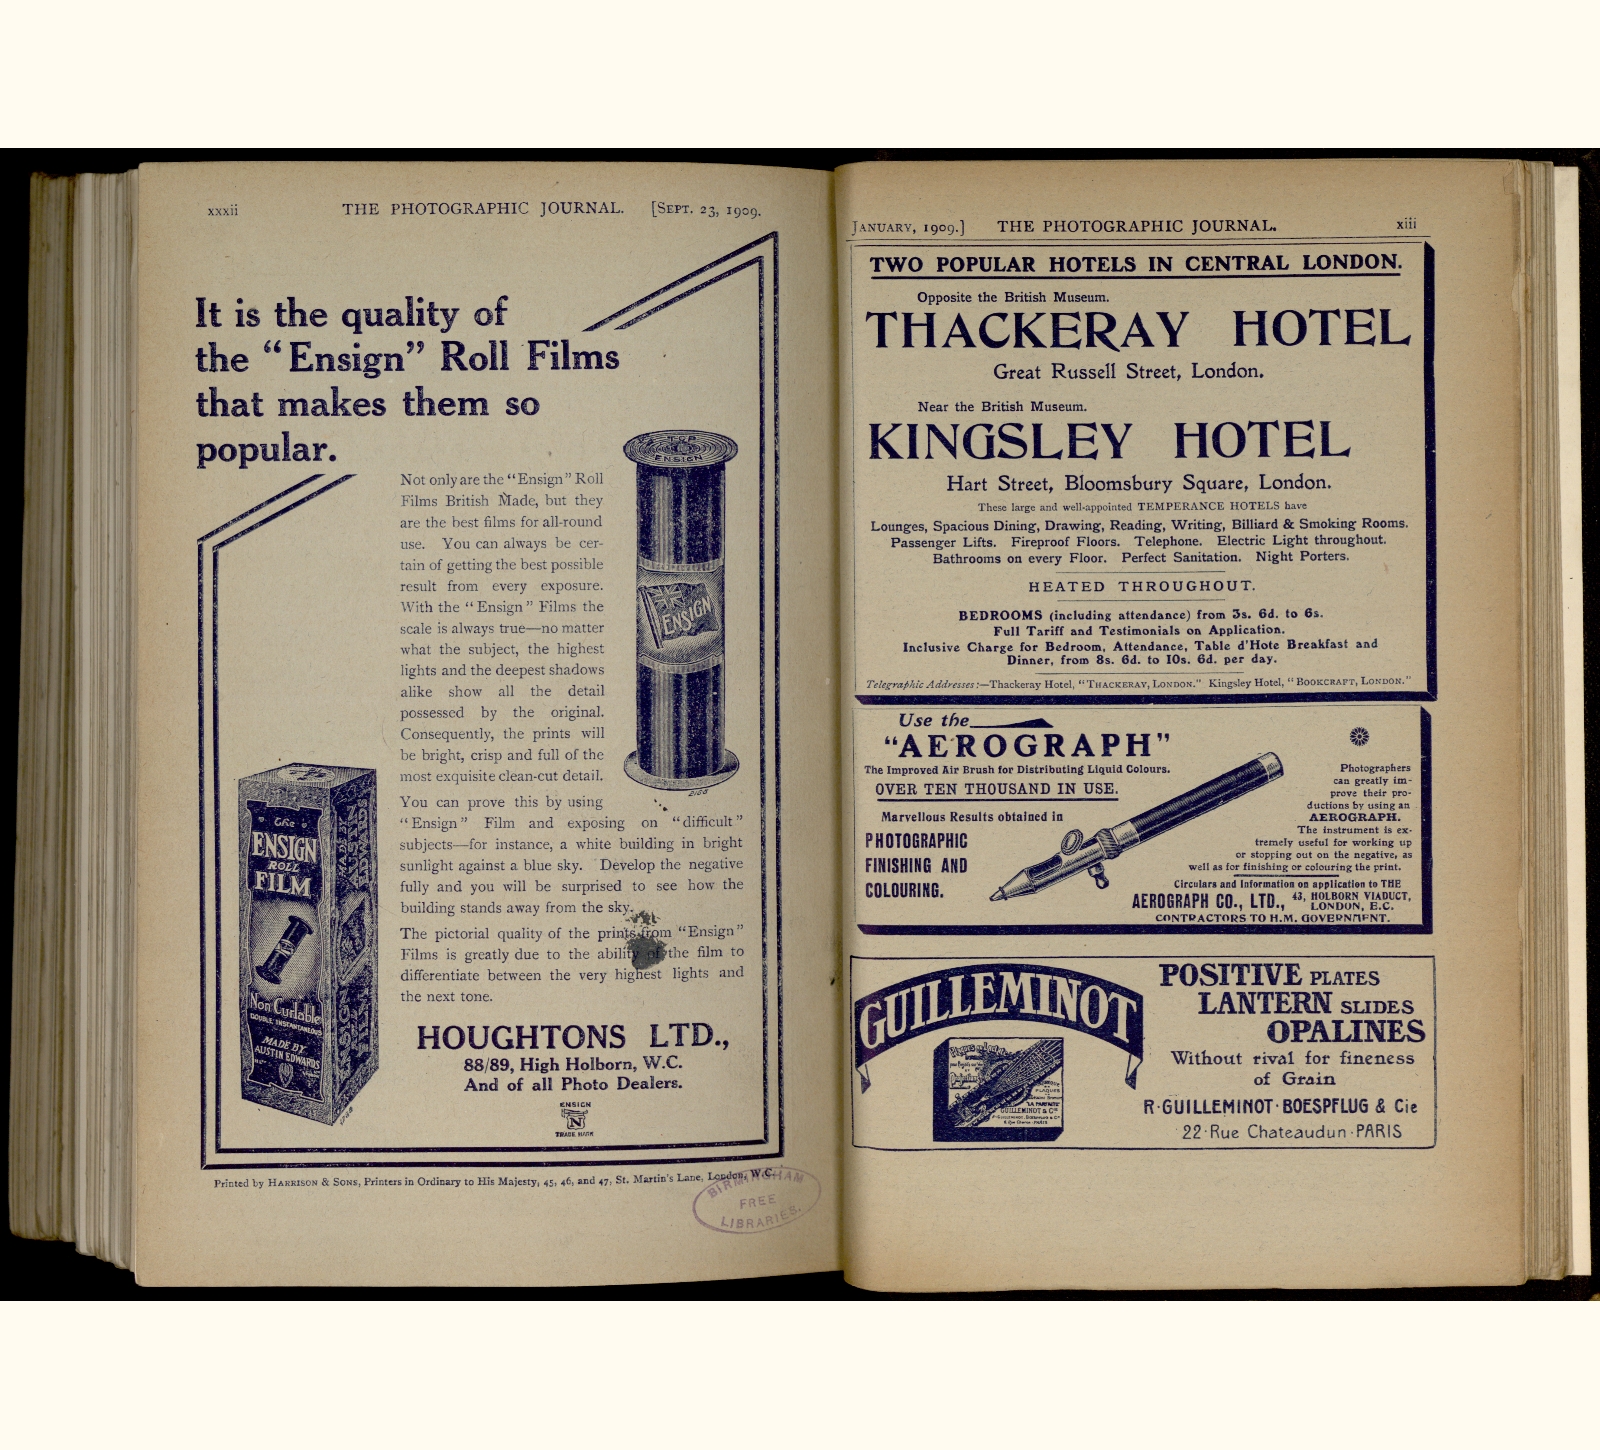 xxxii THE PHOTOGRAPHIC JOURNAL. [SEPT. 23, 1909.
It is the quality of
the “Ensign” Roll Films
that makes them so
popular.
Not only are the “Ensign” Roll
Films British Made, but they
are the best films for all-round
use. You can always be cer-
tain of getting the best possible
result from every exposure.
With the “Ensign” Films the
scale is always true—no matter
what the subject, the highest
lights and the deepest shadows
alike show all the detail
possessed by the original.
Consequently, the prints will
be bright, crisp and full of the
most exquisite clean-cut detail.
You can prove this by using
“Ensign” Film and exposing on “difficult”
subjects—for instance, a white building in bright
sunlight against a blue sky. Develop the negative
fully and you will be surprised to see how the
building stands away from the sky.
The pictorial quality of the prints from “Ensign”
Films is greatly due to the ability of the film to
differentiate between the very highest lights and
the next tone.
TOP
ENSIGN
ENSIGN
The
ENSIGN
ROLL
FILM
Non Curlable
DOUBLE INSTANTANEOUS
MADE BY
AUSTIN EDWARDS
HOUGHTONS LTD.,
88/89, High Holborn, W.C.
And of all Photo Dealers.
ENSIGN
N
TRADE MARK
Printed by HARRISON & SONS, Printers in Ordinary to His Majesty, 45, 46, and 47, St. Martin's Lane, London, W.C.
BIRMINGHAM
FREE
LIBRARIES.
JANUARY, 1909.] THE PHOTOGRAPHIC JOURNAL. xiii
TWO POPULAR HOTELS IN CENTRAL LONDON.
Opposite the British Museum.
THACKERAY HOTEL
Great Russell Street, London.
Near the British Museum.
KINGSLEY HOTEL
Hart Street, Bloomsbury Square, London.
These large and well-appointed TEMPERANCE HOTELS have
Lounges, Spacious Dining, Drawing, Reading, Writing, Billiard & Smoking Rooms.
Passenger Lifts. Fireproof Floors. Telephone. Electric Light throughout.
Bathrooms on every Floor. Perfect Sanitation. Night Porters.
HEATED THROUGHOUT.
BEDROOMS (including attendance) from 3s. 6d. to 6s.
Full Tariff and Testimonials on Application.
Inclusive Charge for Bedroom, Attendance, Table d'Hote Breakfast and
Dinner, from 8s. 6d. to 10s. 6d. per day.
Telegraphic Addresses:—Thackeray Hotel, “THACKERAY, LONDON.” Kingsley Hotel, “BOOKCRAFT, LONDON.”
Use the
“AEROGRAPH”
The Improved Air Brush for Distributing Liquid Colours.
OVER TEN THOUSAND IN USE.
Marvellous Results obtained in
PHOTOGRAPHIC
FINISHING AND
COLOURING.
Photographers
can greatly im-
prove their pro-
ductions by using an
AEROGRAPH.
The instrument is ex-
tremely useful for working up
or stopping out on the negative, as
well as for finishing or colouring the print.
Circulars and Information on application to THE
AEROGRAPH CO., LTD., 43, HOLBORN VIADUCT,
LONDON, E.C.
CONTRACTORS TO H.M. GOVERNMENT.
GUILLEMINOT
GUILLEMINOT & Cie
PARIS
POSITIVE PLATES
LANTERN SLIDES
OPALINES
Without rival for fineness
of Grain
R·GUILLEMINOT·BOESPFLUG & Cie
22·Rue Chateaudun·PARIS